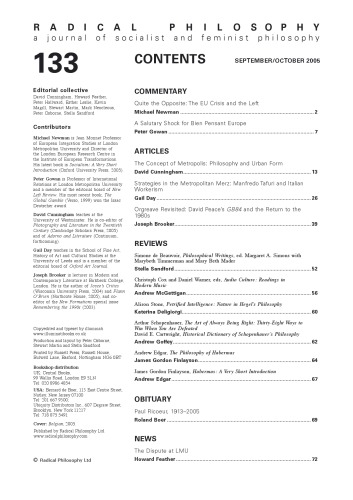 RADICAL PHILOSOPHY
a journal of socialist and feminist philosophy
133
CONTENTS
SEPTEMBER/OCTOBER 2005
Editorial collective
David Cunningham, Howard Feather,
Peter Hallward, Esther Leslie, Kevin
Magill, Stewart Martin, Mark Neocleous,
Peter Osborne, Stella Sandford
Contributors
Michael Newman is Jean Monnet Professor
of European Integration Studies at London
Metropolitan University and Director of
the London European Research Centre in
the Institute of European Transformations.
His latest book is Socialism: A Very Short
Introduction (Oxford University Press, 2005).
Peter Gowan is Professor of International
Relations at London Metropolitan University
and a member of the editorial board of New
Left Review. His most recent book, The
Global Gamble (Verso, 1999) won the Isaac
Deutscher award.
David Cunningham teaches at the
University of Westminster. He is co-editor of
Photography and Literature in the Twentieth
Century (Cambridge Scholars Press, 2005)
and of Adorno and Literature (Continuum,
forthcoming).
Gail Day teaches in the School of Fine Art,
History of Art and Cultural Studies at the
University of Leeds and is a member of the
editorial board of Oxford Art Journal.
Joseph Brooker is lecturer in Modern and
Contemporary Literature at Birkbeck College
London. He is the author of Joyce's Critics
(Wisconsin University Press, 2004) and Flann
O'Brien (Northcote House, 2005), and co-
editor of the New Formations special issue
Remembering the 1990s (2003).
Copyedited and typeset by illuminati
www.illuminatibooks.co.uk
Production and layout by Peter Osborne,
Stewart Martin and Stella Sandford
Printed by Russell Press, Russell House,
Bulwell Lane, Basford, Nottingham NG6 0BT
Bookshop distribution
UK: Central Books,
99 Wallis Road, London E9 5LN
Tel: 020 8986 4854
USA: Bernhard de Boer, 113 East Centre Street,
Nutley, New Jersey 07100
Tel: 201 667 9300;
Ubiquity Distributors Inc., 607 Degraw Street,
Brooklyn, New York 11217
Tel: 718 875 5491
Cover: Belgium, 2005
Published by Radical Philosophy Ltd
www.radicalphilosophy.com
© Radical Philosophy Ltd
COMMENTARY
Quite the Opposite: The EU Crisis and the Left
Michael Newman 2
A Salutary Shock for Bien Pensant Europe
Peter Gowan 7
ARTICLES
The Concept of Metropolis: Philosophy and Urban Form
David Cunningham 13
Strategies in the Metropolitan Merz: Manfredo Tafuri and Italian
Workerism
Gail Day 26
Orgreave Revisited: David Peace's GB84 and the Return to the
1980s
Joseph Brooker 39
REVIEWS
Simone de Beauvoir, Philosophical Writings, ed. Margaret A. Simons with
Marybeth Timmerman and Mary Beth Mader
Stella Sandford 52
Christoph Cox and Daniel Warner, eds, Audio Culture: Readings in
Modern Music
Andrew McGettigan 56
Alison Stone, Petrified Intelligence: Nature in Hegel's Philosophy
Katerina Deligiorgi 60
Arthur Schopenhauer, The Art of Always Being Right: Thirty-Eight Ways to
Win When You Are Defeated
David E. Cartwright, Historical Dictionary of Schopenhauer's Philosophy
Andrew Goffey 62
Andrew Edgar, The Philosophy of Habermas
James Gordon Finlayson 64
James Gordon Finlayson, Habermas: A Very Short Introduction
Andrew Edgar 67
OBITUARY
Paul Ricoeur, 1913–2005
Roland Boer 69
NEWS
The Dispute at LMU
Howard Feather 72